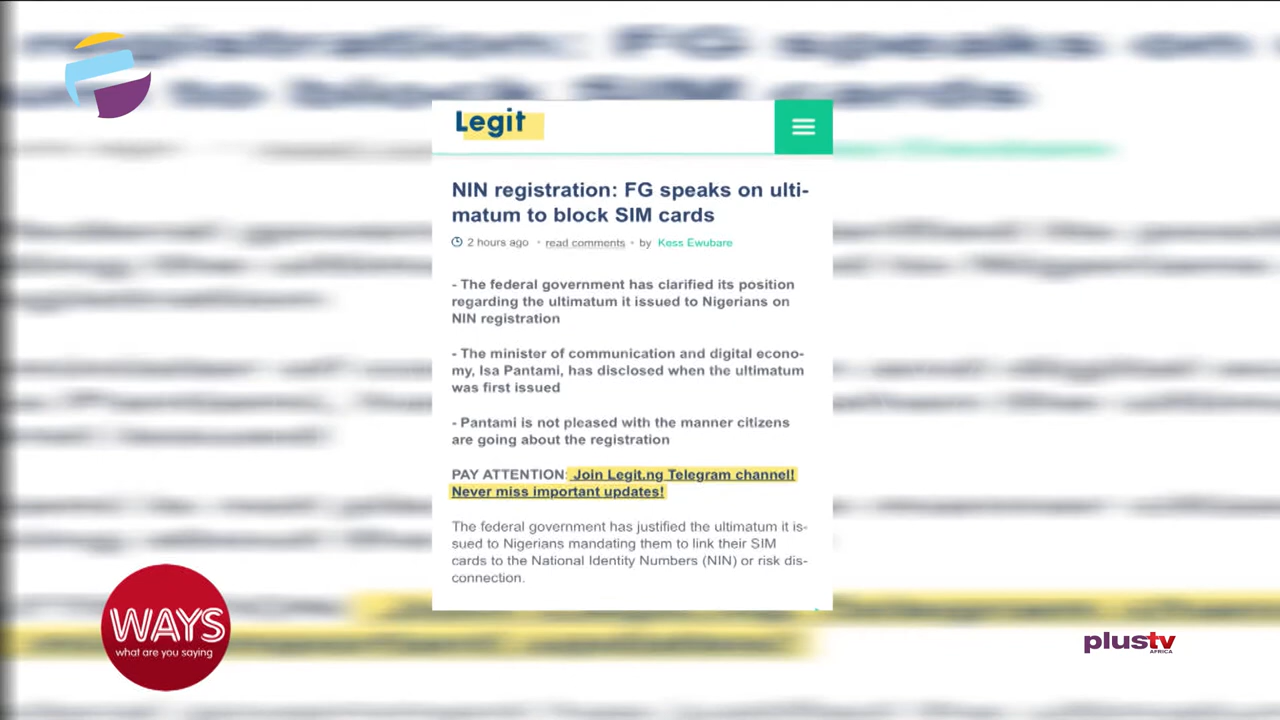 Legit
NIN registration: FG speaks on ulti-
matum to block SIM cards
2 hours ago • read comments • by Kess Ewubare
- The federal government has clarified its position
regarding the ultimatum it issued to Nigerians on
NIN registration
- The minister of communication and digital econo-
my, Isa Pantami, has disclosed when the ultimatum
was first issued
- Pantami is not pleased with the manner citizens
are going about the registration
PAY ATTENTION: Join Legit.ng Telegram channel!
Never miss important updates!
The federal government has justified the ultimatum it is-
sued to Nigerians mandating them to link their SIM
cards to the National Identity Numbers (NIN) or risk dis-
connection.
WAYS
what are you saying
plustv
AFRICA